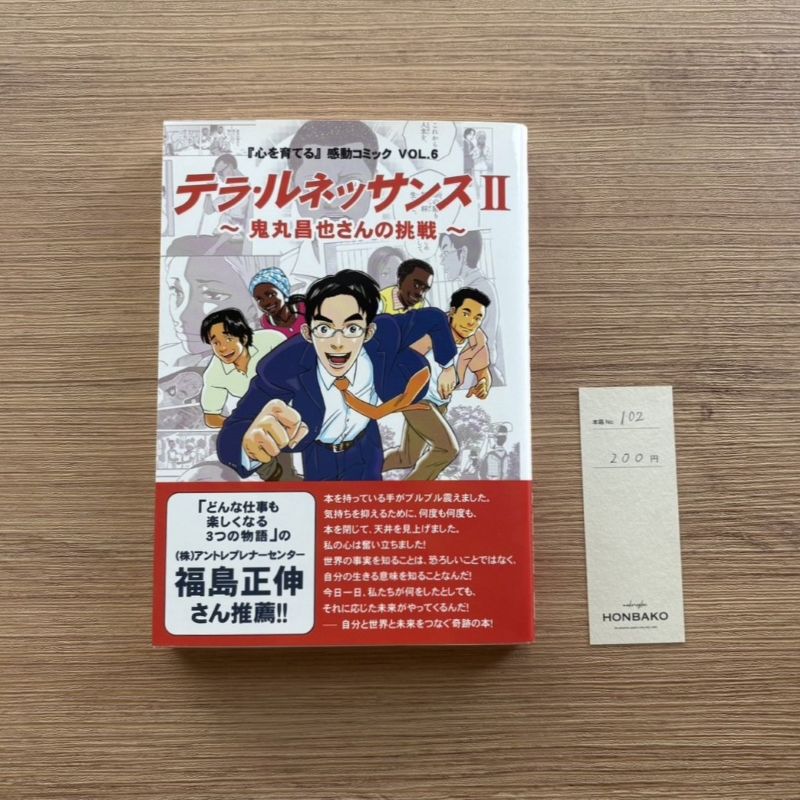 『心を育てる』感動コミック VOL.6
テラ・ルネッサンスⅡ
～ 鬼丸昌也さんの挑戦 ～
「どんな仕事も
楽しくなる
3つの物語」の
(株)アントレプレナーセンター
福島正伸
さん推薦!!
本を持っている手がブルブル震えました。
気持ちを抑えるために、何度も何度も、
本を閉じて、天井を見上げました。
私の心は奮い立ちました!
世界の事実を知ることは、恐ろしいことではなく、
自分の生きる意味を知ることなんだ!
今日一日、私たちが何をしたとしても、
それに応じた未来がやってくるんだ!
── 自分と世界と未来をつなぐ奇跡の本!
本箱 No 102
200 円
HONBAKO